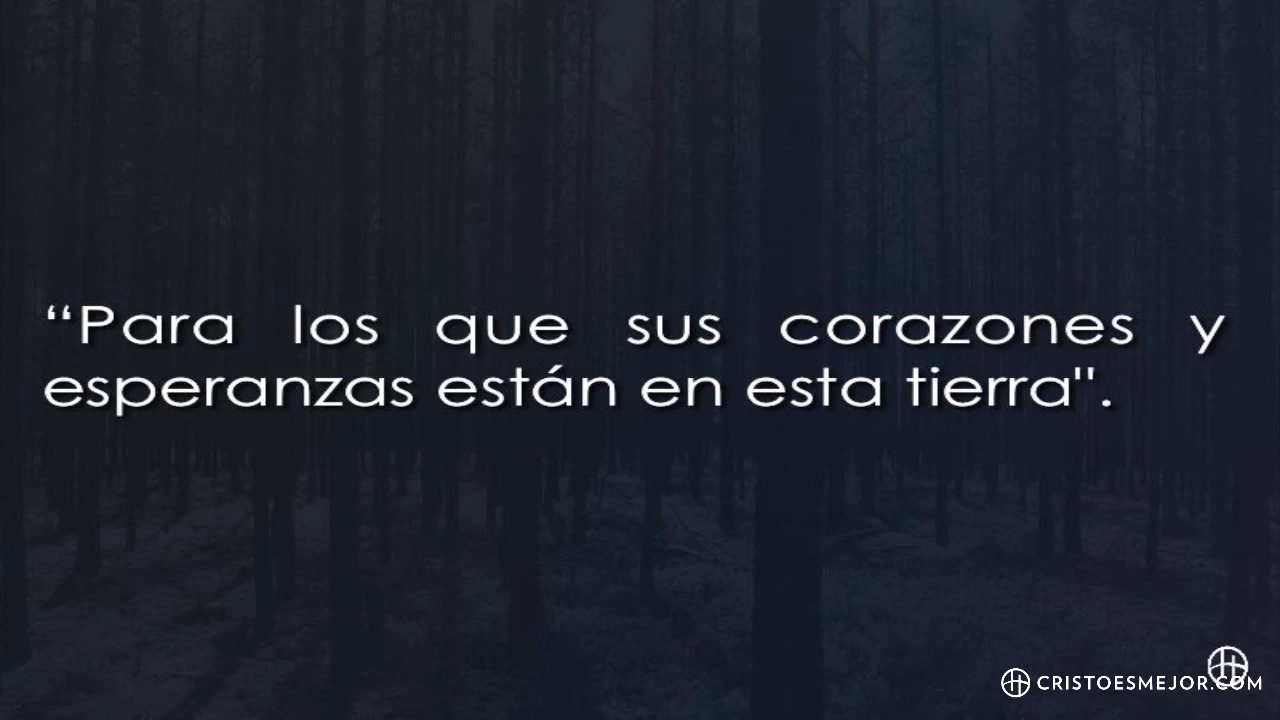 “Para los que sus corazones y
esperanzas están en esta tierra".
CRISTOESMEJOR.COM